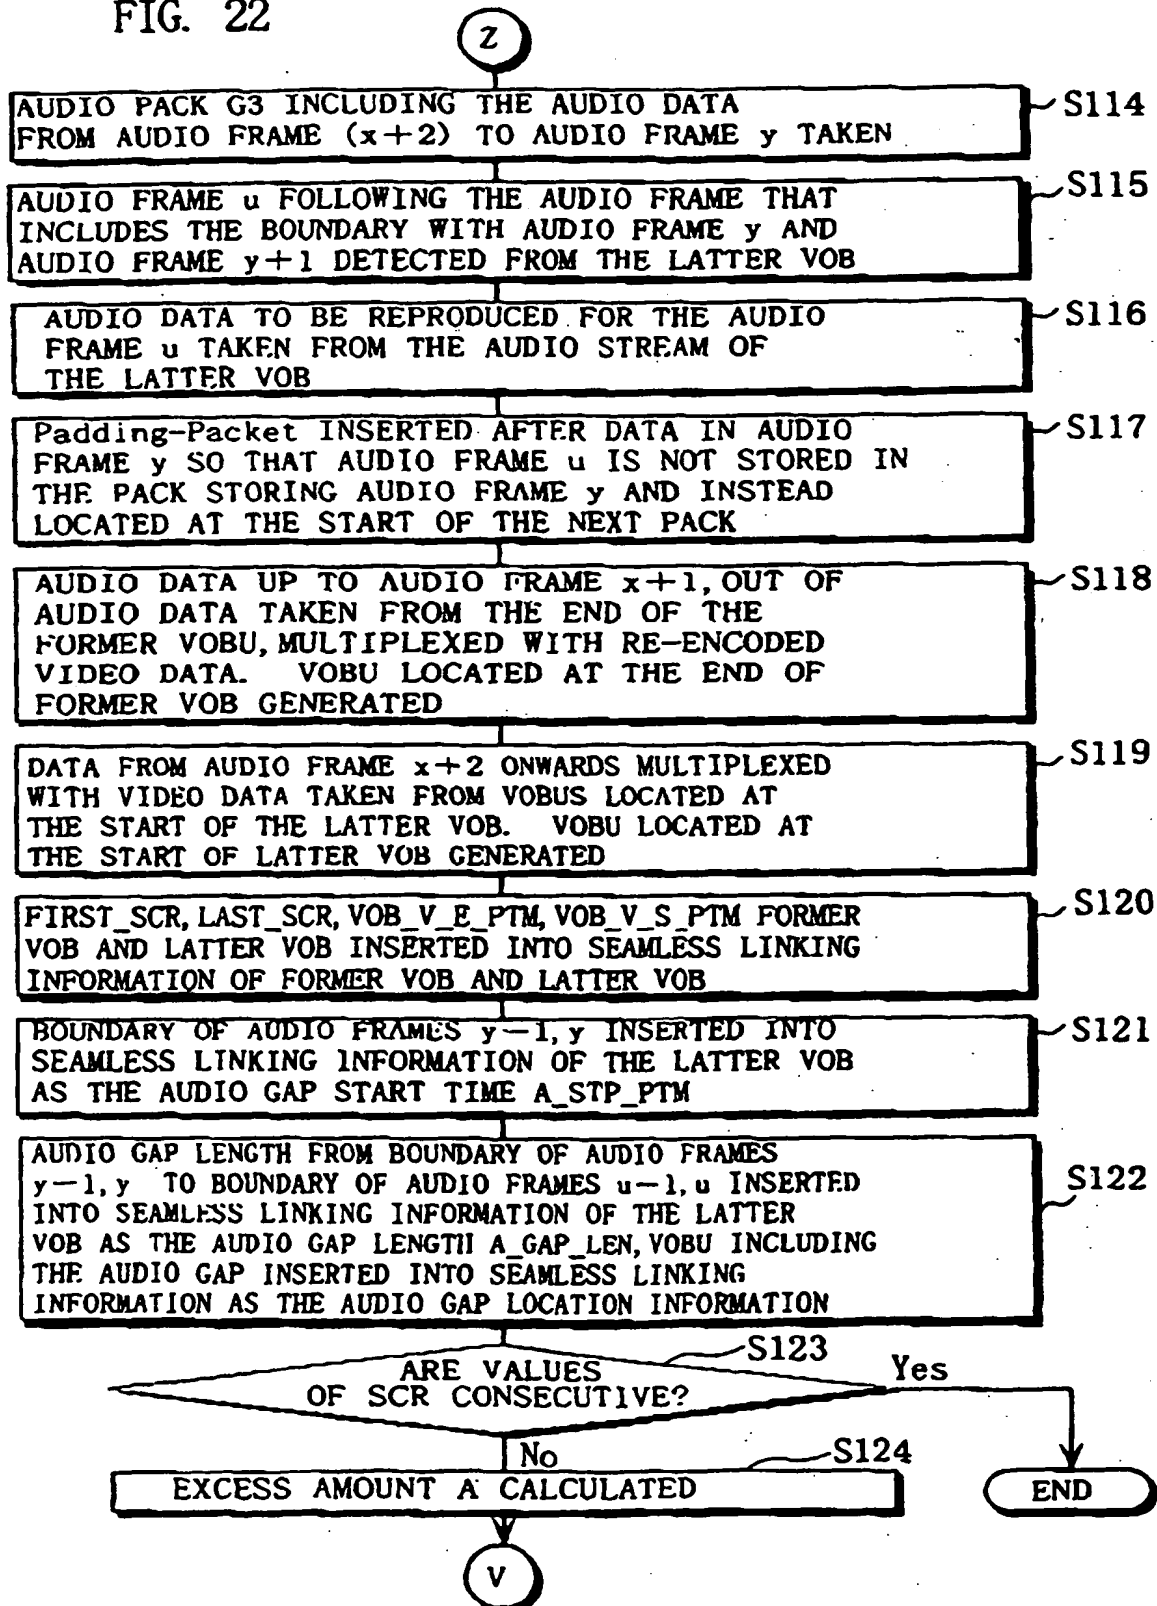 FIG. 22
Z
AUDIO PACK G3 INCLUDING THE AUDIO DATA
FROM AUDIO FRAME (x+2) TO AUDIO FRAME y TAKEN
S114
AUDIO FRAME u FOLLOWING THE AUDIO FRAME THAT
INCLUDES THE BOUNDARY WITH AUDIO FRAME y AND
AUDIO FRAME y+1 DETECTED FROM THE LATTER VOB
S115
AUDIO DATA TO BE REPRODUCED FOR THE AUDIO
FRAME u TAKEN FROM THE AUDIO STREAM OF
THE LATTER VOB
S116
Padding-Packet INSERTED AFTER DATA IN AUDIO
FRAME y SO THAT AUDIO FRAME u IS NOT STORED IN
THE PACK STORING AUDIO FRAME y AND INSTEAD
LOCATED AT THE START OF THE NEXT PACK
S117
AUDIO DATA UP TO AUDIO FRAME x+1, OUT OF
AUDIO DATA TAKEN FROM THE END OF THE
FORMER VOBU, MULTIPLEXED WITH RE-ENCODED
VIDEO DATA. VOBU LOCATED AT THE END OF
FORMER VOB GENERATED
S118
DATA FROM AUDIO FRAME x+2 ONWARDS MULTIPLEXED
WITH VIDEO DATA TAKEN FROM VOBUS LOCATED AT
THE START OF THE LATTER VOB. VOBU LOCATED AT
THE START OF LATTER VOB GENERATED
S119
FIRST_SCR, LAST_SCR, VOB_V_E_PTM, VOB_V_S_PTM FORMER
VOB AND LATTER VOB INSERTED INTO SEAMLESS LINKING
INFORMATION OF FORMER VOB AND LATTER VOB
S120
BOUNDARY OF AUDIO FRAMES y-1, y INSERTED INTO
SEAMLESS LINKING INFORMATION OF THE LATTER VOB
AS THE AUDIO GAP START TIME A_STP_PTM
S121
AUDIO GAP LENGTH FROM BOUNDARY OF AUDIO FRAMES
y-1, y TO BOUNDARY OF AUDIO FRAMES u-1, u INSERTED
INTO SEAMLESS LINKING INFORMATION OF THE LATTER
VOB AS THE AUDIO GAP LENGTH A_GAP_LEN, VOBU INCLUDING
THE AUDIO GAP INSERTED INTO SEAMLESS LINKING
INFORMATION AS THE AUDIO GAP LOCATION INFORMATION
S122
S123
ARE VALUES
OF SCR CONSECUTIVE?
Yes
No
S124
EXCESS AMOUNT A CALCULATED
END
V